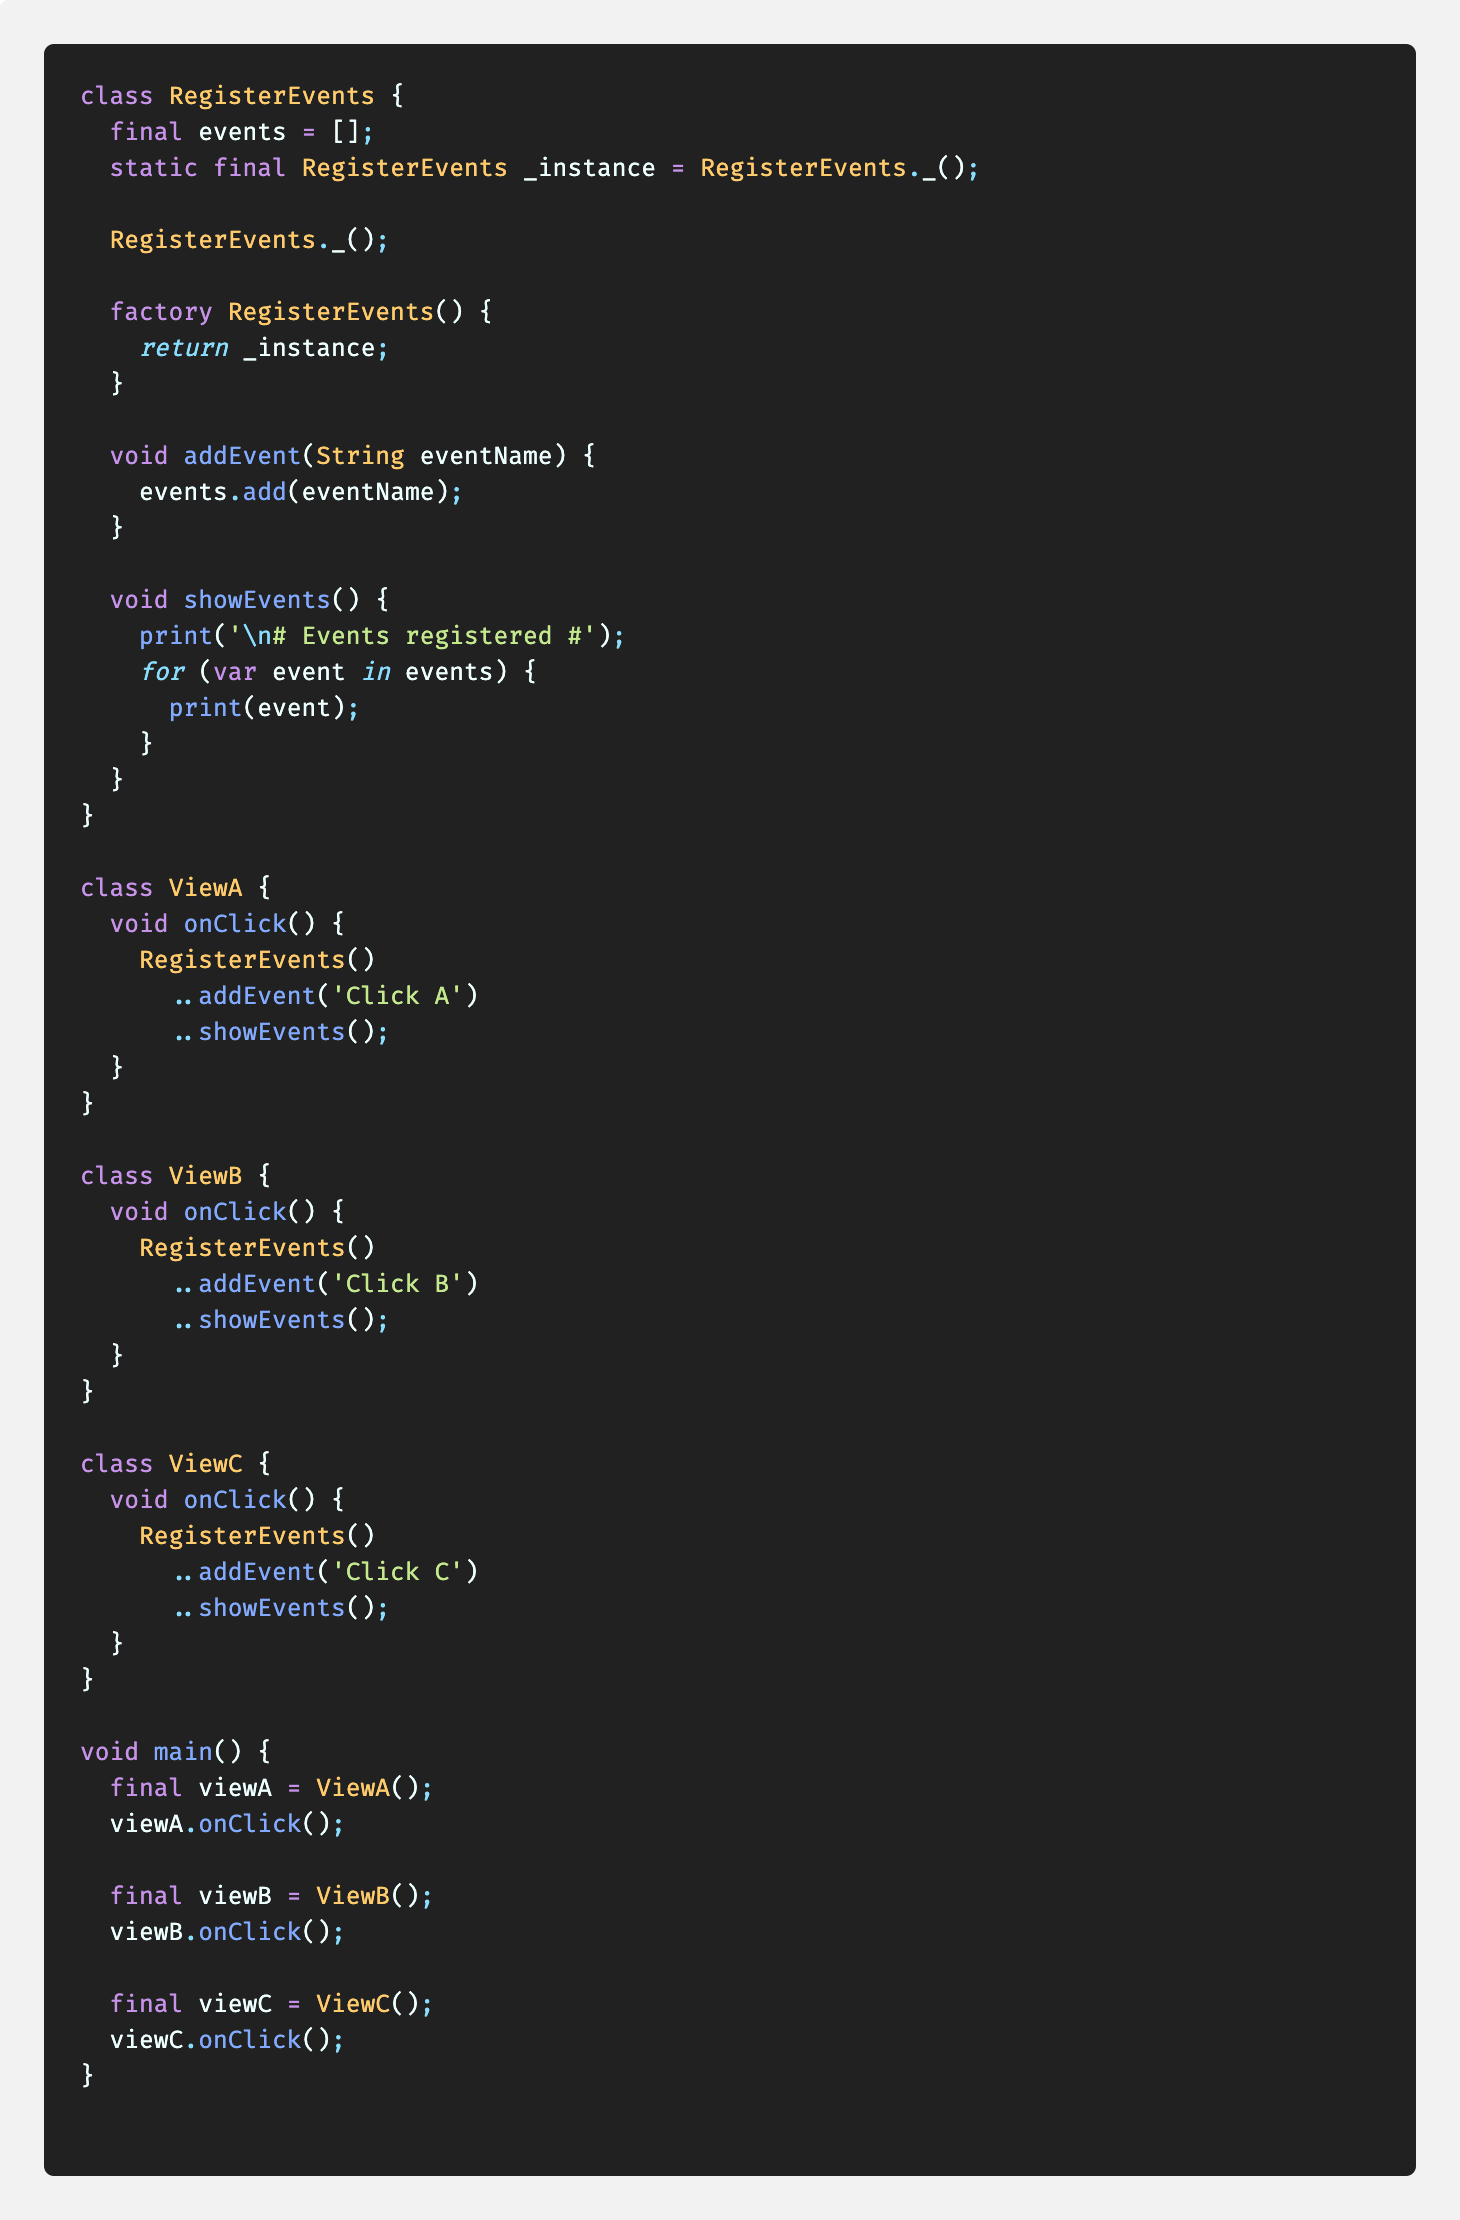 class RegisterEvents {
  final events = [];
  static final RegisterEvents _instance = RegisterEvents._();

  RegisterEvents._();

  factory RegisterEvents() {
    return _instance;
  }

  void addEvent(String eventName) {
    events.add(eventName);
  }

  void showEvents() {
    print('\n# Events registered #');
    for (var event in events) {
      print(event);
    }
  }
}

class ViewA {
  void onClick() {
    RegisterEvents()
      ..addEvent('Click A')
      ..showEvents();
  }
}

class ViewB {
  void onClick() {
    RegisterEvents()
      ..addEvent('Click B')
      ..showEvents();
  }
}

class ViewC {
  void onClick() {
    RegisterEvents()
      ..addEvent('Click C')
      ..showEvents();
  }
}

void main() {
  final viewA = ViewA();
  viewA.onClick();

  final viewB = ViewB();
  viewB.onClick();

  final viewC = ViewC();
  viewC.onClick();
}